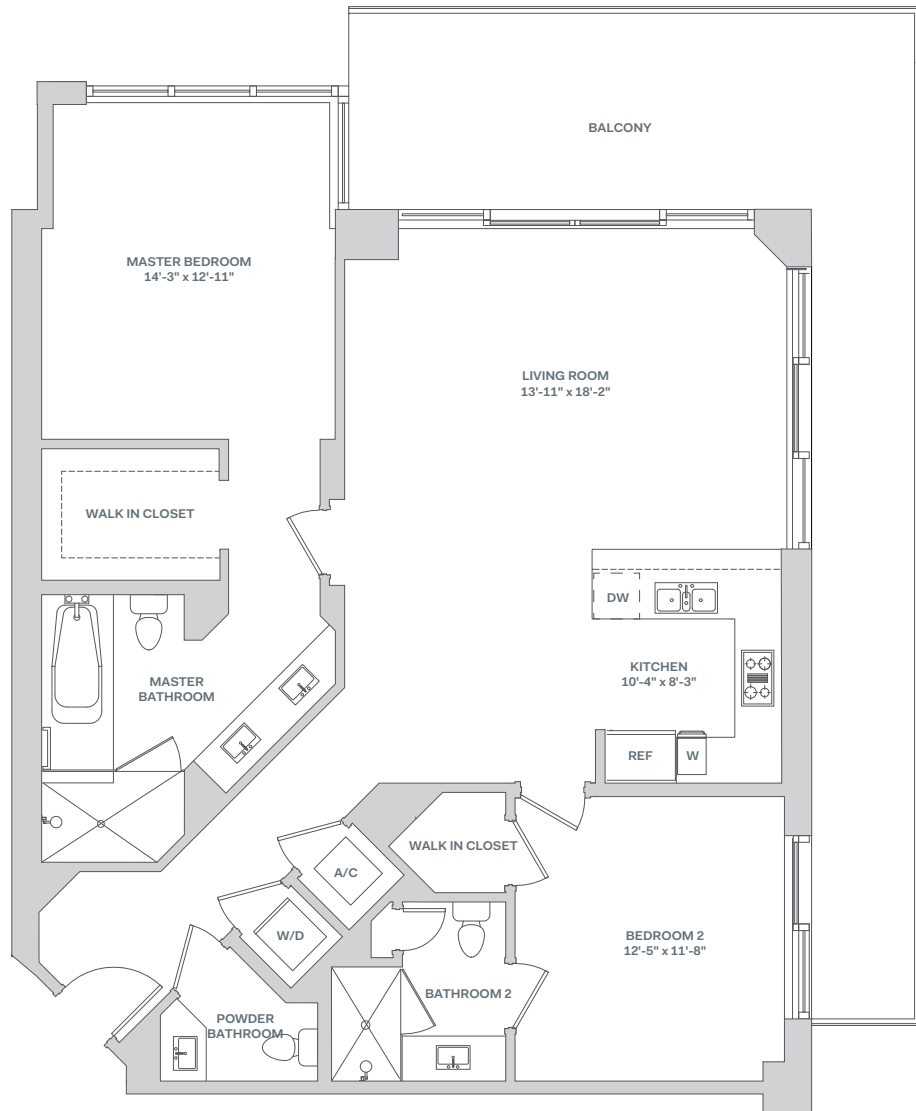 BALCONY
MASTER BEDROOM
14'-3" x 12'-11"
LIVING ROOM
13'-11" x 18'-2"
WALK IN CLOSET
DW
KITCHEN
10'-4" x 8'-3"
MASTER
BATHROOM
REF
W
WALK IN CLOSET
A/C
W/D
BEDROOM 2
12'-5" x 11'-8"
BATHROOM 2
POWDER
BATHROOM